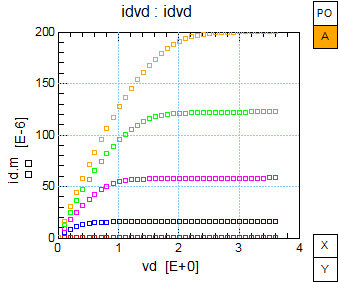 idvd : idvd
PO
A
200
150
100
50
0
id.m [E-6]
0 1 2 3 4
vd [E+0]
X
Y